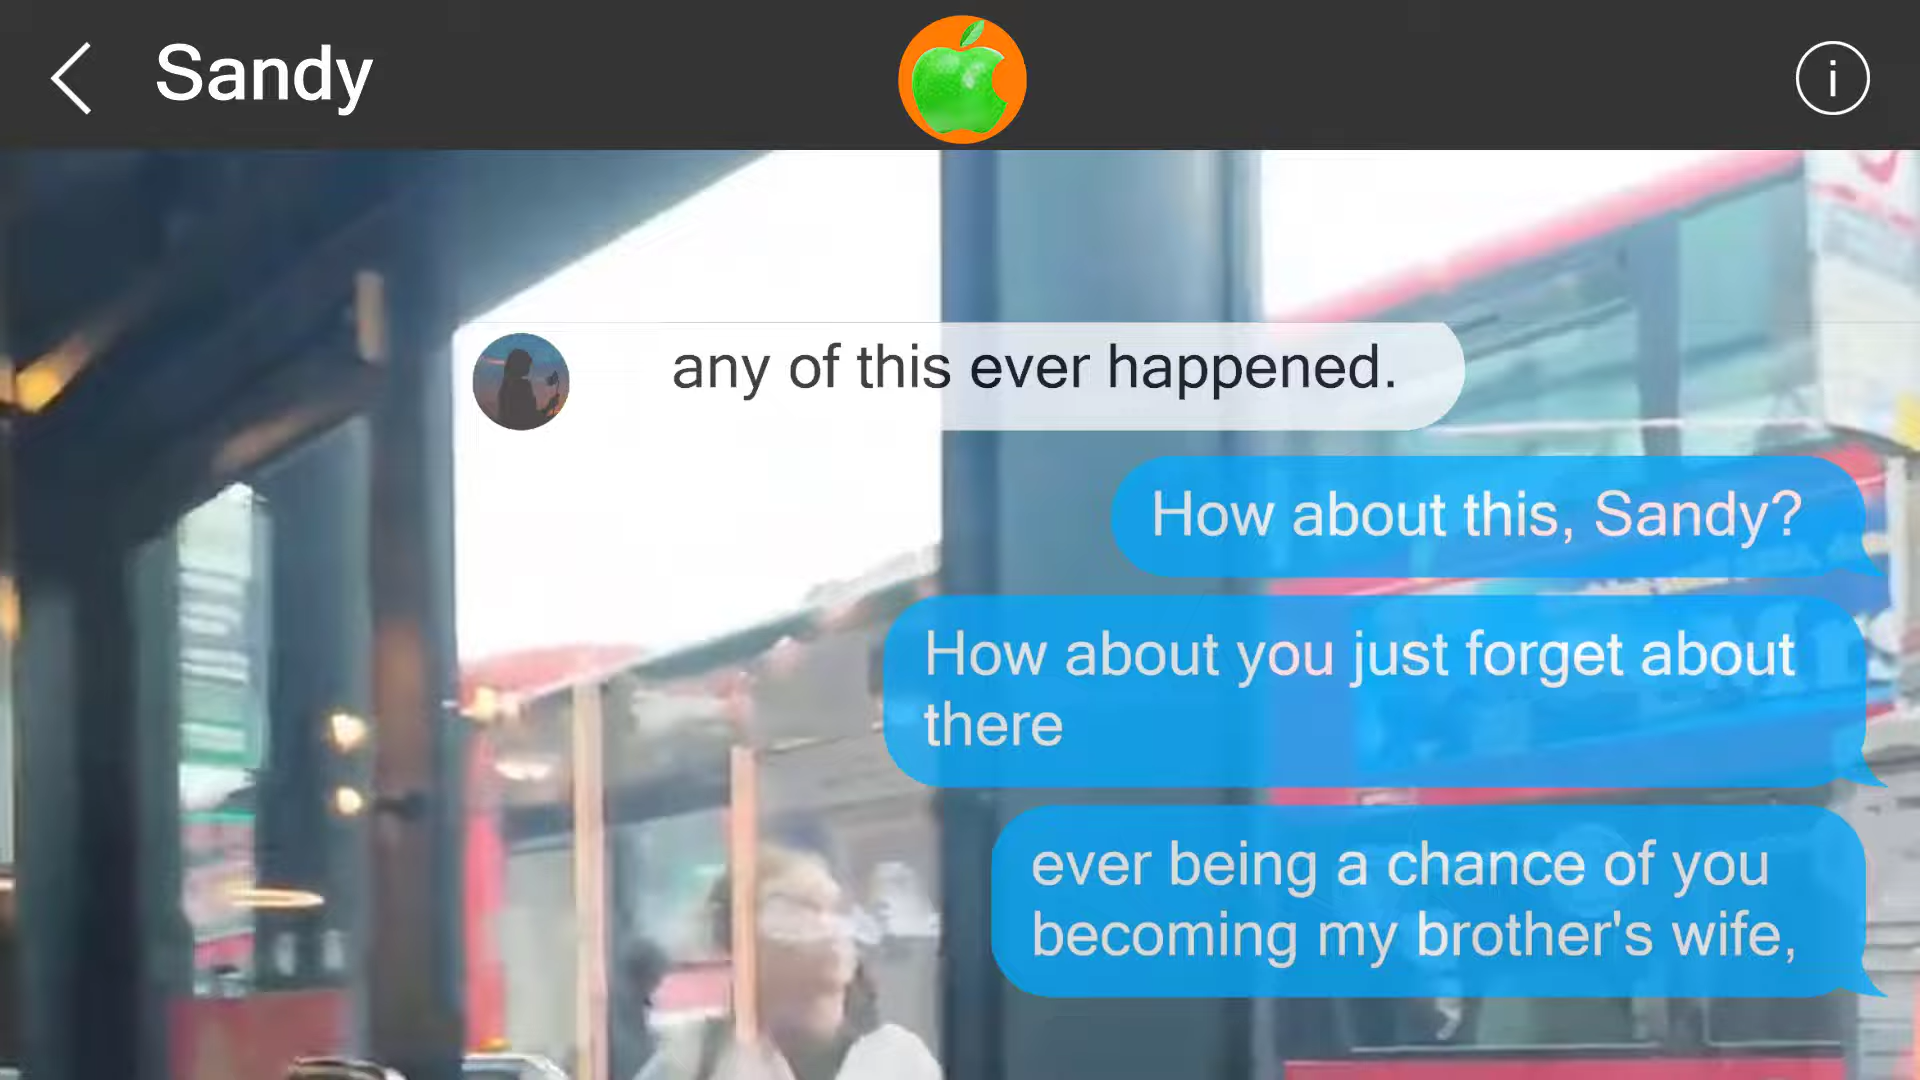 Sandy
i
any of this ever happened.
How about this, Sandy?
How about you just forget about
there
ever being a chance of you
becoming my brother's wife,